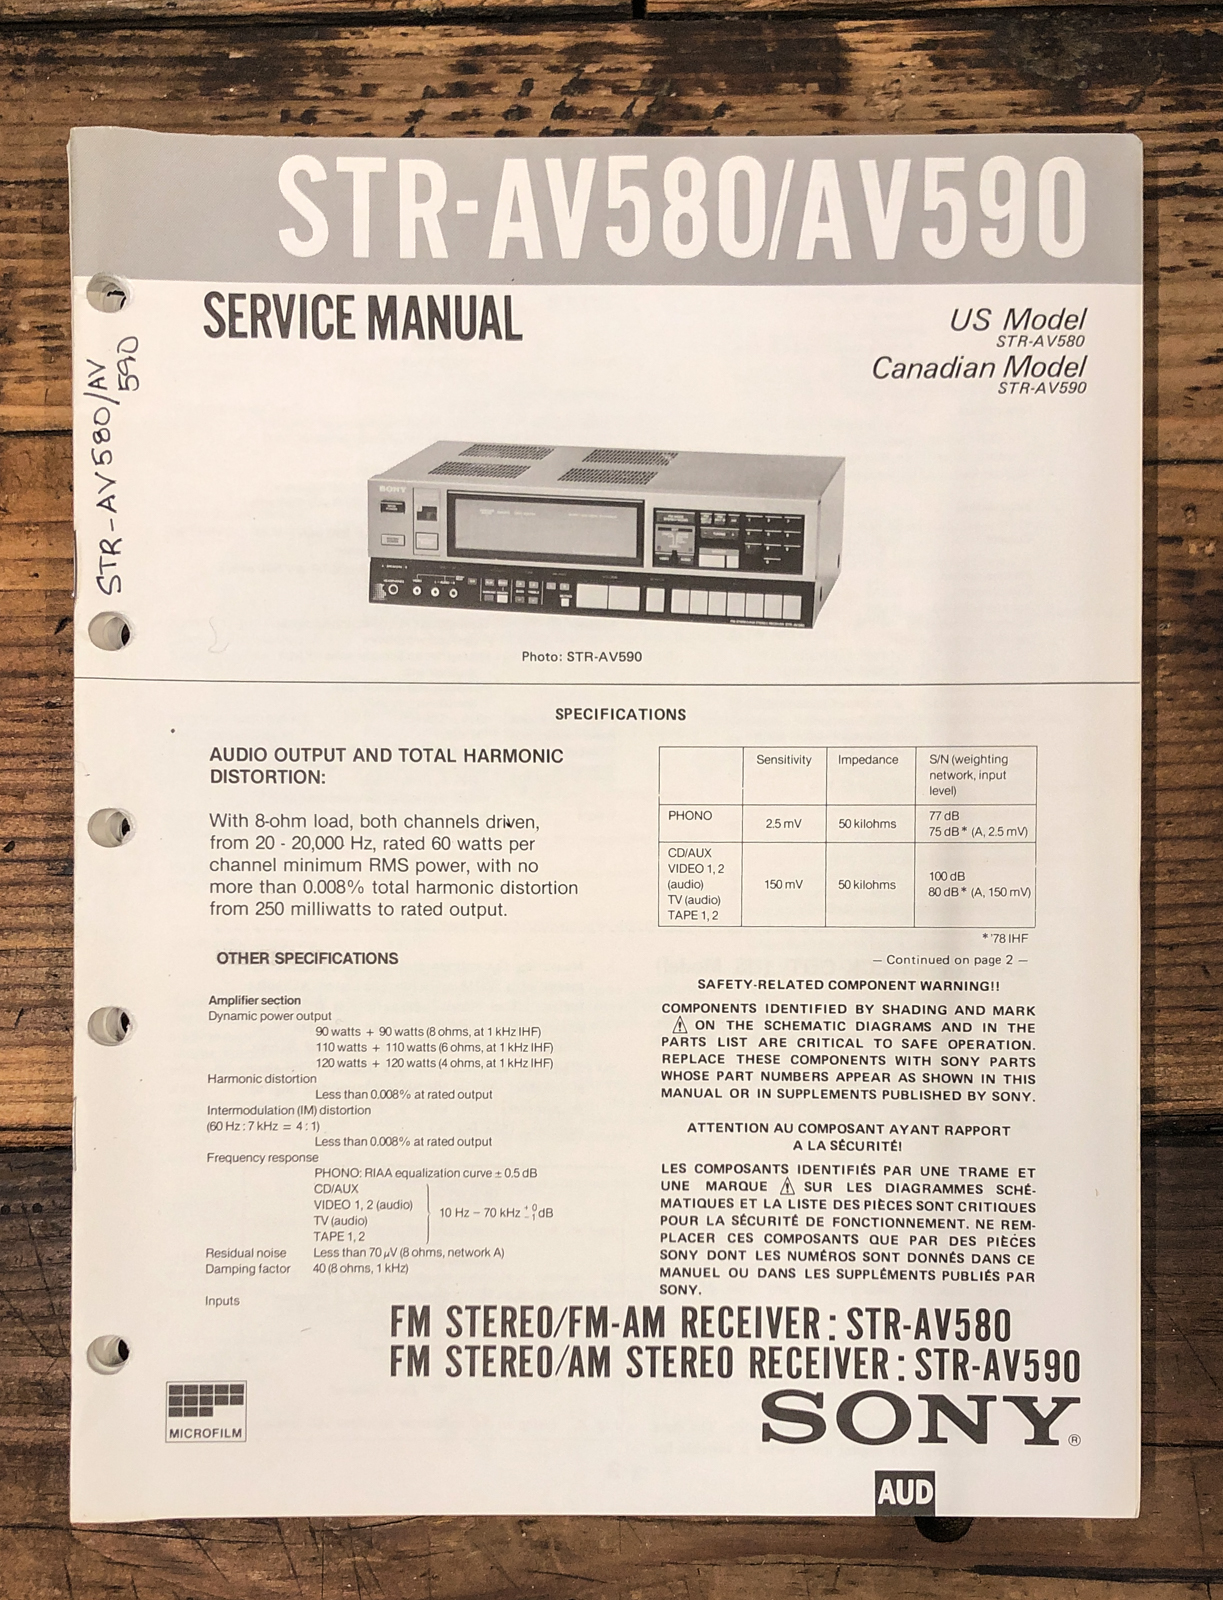 STR-AV580/AV590
SERVICE MANUAL
US Model
STR-AV580
Canadian Model
STR-AV590
STR-AV580/AV
590
SONY
Photo: STR-AV590
SPECIFICATIONS
AUDIO OUTPUT AND TOTAL HARMONIC
DISTORTION:
With 8-ohm load, both channels driven,
from 20 - 20,000 Hz, rated 60 watts per
channel minimum RMS power, with no
more than 0.008% total harmonic distortion
from 250 milliwatts to rated output.
OTHER SPECIFICATIONS
Amplifier section
Dynamic power output
90 watts + 90 watts (8 ohms, at 1 kHz IHF)
110 watts + 110 watts (6 ohms, at 1 kHz IHF)
120 watts + 120 watts (4 ohms, at 1 kHz IHF)
Harmonic distortion
Less than 0.008% at rated output
Intermodulation (IM) distortion
(60 Hz : 7 kHz = 4 : 1)
Less than 0.008% at rated output
Frequency response
PHONO: RIAA equalization curve ± 0.5 dB
CD/AUX
VIDEO 1, 2 (audio)
TV (audio)
TAPE 1, 2
10 Hz – 70 kHz +0 -1 dB
Residual noise Less than 70 µV (8 ohms, network A)
Damping factor 40 (8 ohms, 1 kHz)
Inputs
Sensitivity Impedance S/N (weighting
network, input
level)
PHONO 2.5 mV 50 kilohms 77 dB
75 dB* (A, 2.5 mV)
CD/AUX
VIDEO 1, 2
(audio)
TV (audio)
TAPE 1, 2
150 mV 50 kilohms 100 dB
80 dB* (A, 150 mV)
* '78 IHF
— Continued on page 2 —
SAFETY-RELATED COMPONENT WARNING!!
COMPONENTS IDENTIFIED BY SHADING AND MARK
⚠ ON THE SCHEMATIC DIAGRAMS AND IN THE
PARTS LIST ARE CRITICAL TO SAFE OPERATION.
REPLACE THESE COMPONENTS WITH SONY PARTS
WHOSE PART NUMBERS APPEAR AS SHOWN IN THIS
MANUAL OR IN SUPPLEMENTS PUBLISHED BY SONY.
ATTENTION AU COMPOSANT AYANT RAPPORT
A LA SÉCURITÉ!
LES COMPOSANTS IDENTIFIÉS PAR UNE TRAME ET
UNE MARQUE ⚠ SUR LES DIAGRAMMES SCHÉ-
MATIQUES ET LA LISTE DES PIÈCES SONT CRITIQUES
POUR LA SÉCURITÉ DE FONCTIONNEMENT. NE REM-
PLACER CES COMPOSANTS QUE PAR DES PIÈCES
SONY DONT LES NUMÉROS SONT DONNÉS DANS CE
MANUEL OU DANS LES SUPPLÉMENTS PUBLIÉS PAR
SONY.
FM STEREO/FM-AM RECEIVER : STR-AV580
FM STEREO/AM STEREO RECEIVER : STR-AV590
MICROFILM
SONY®
AUD